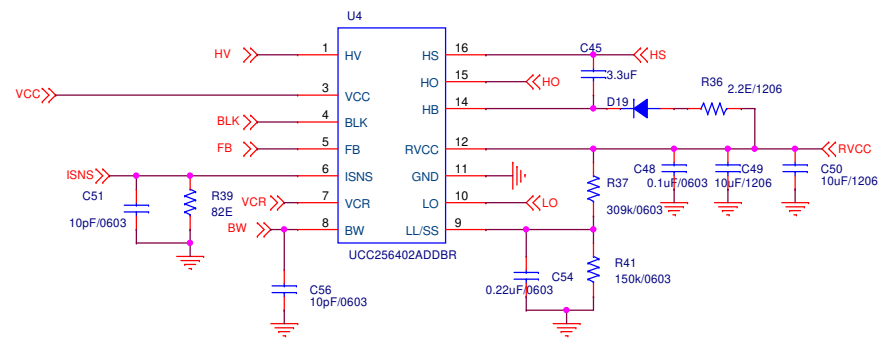 U4
HV
1
HV
HS
16
C45
HS
3.3uF
HO
15
HO
R36
2.2E/1206
VCC
3
VCC
HB
14
D19
BLK
4
BLK
FB
5
FB
RVCC
12
RVCC
ISNS
6
ISNS
GND
11
C48
0.1uF/0603
C49
10uF/1206
C50
10uF/1206
C51
10pF/0603
R39
82E
VCR
7
VCR
LO
10
LO
R37
309k/0603
BW
8
BW
LL/SS
9
UCC256402ADDBR
C56
10pF/0603
C54
0.22uF/0603
R41
150k/0603